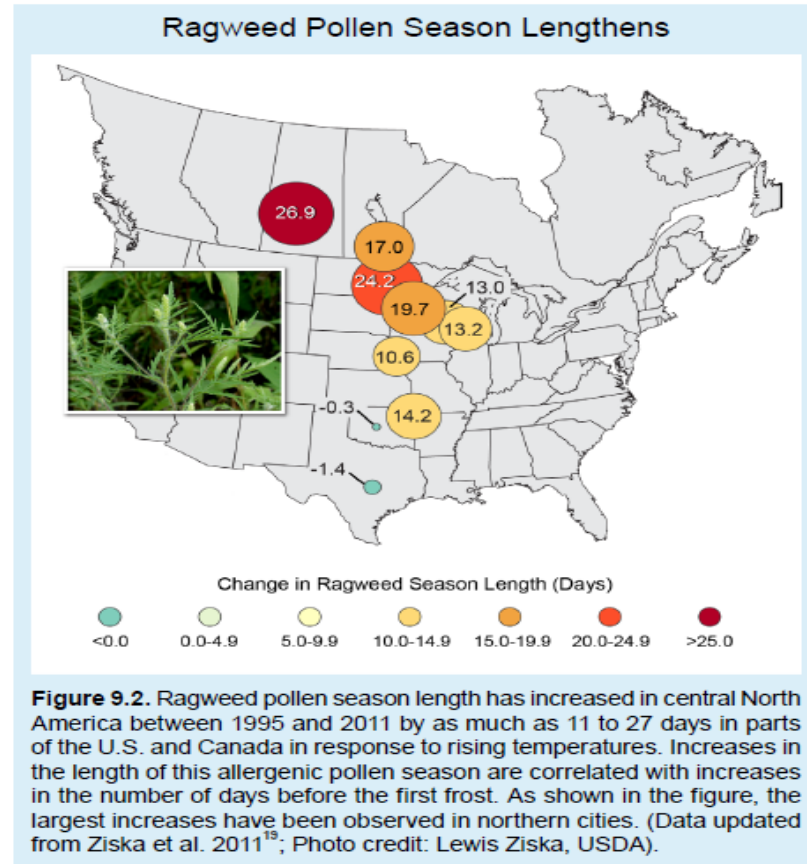 Ragweed Pollen Season Lengthens
26.9
17.0
24.2
13.0
19.7
13.2
10.6
-0.3
14.2
-1.4
Change in Ragweed Season Length (Days)
<0.0 0.0-4.9 5.0-9.9 10.0-14.9 15.0-19.9 20.0-24.9 >25.0
Figure 9.2. Ragweed pollen season length has increased in central North
America between 1995 and 2011 by as much as 11 to 27 days in parts
of the U.S. and Canada in response to rising temperatures. Increases in
the length of this allergenic pollen season are correlated with increases
in the number of days before the first frost. As shown in the figure, the
largest increases have been observed in northern cities. (Data updated
from Ziska et al. 2011¹⁹; Photo credit: Lewis Ziska, USDA).